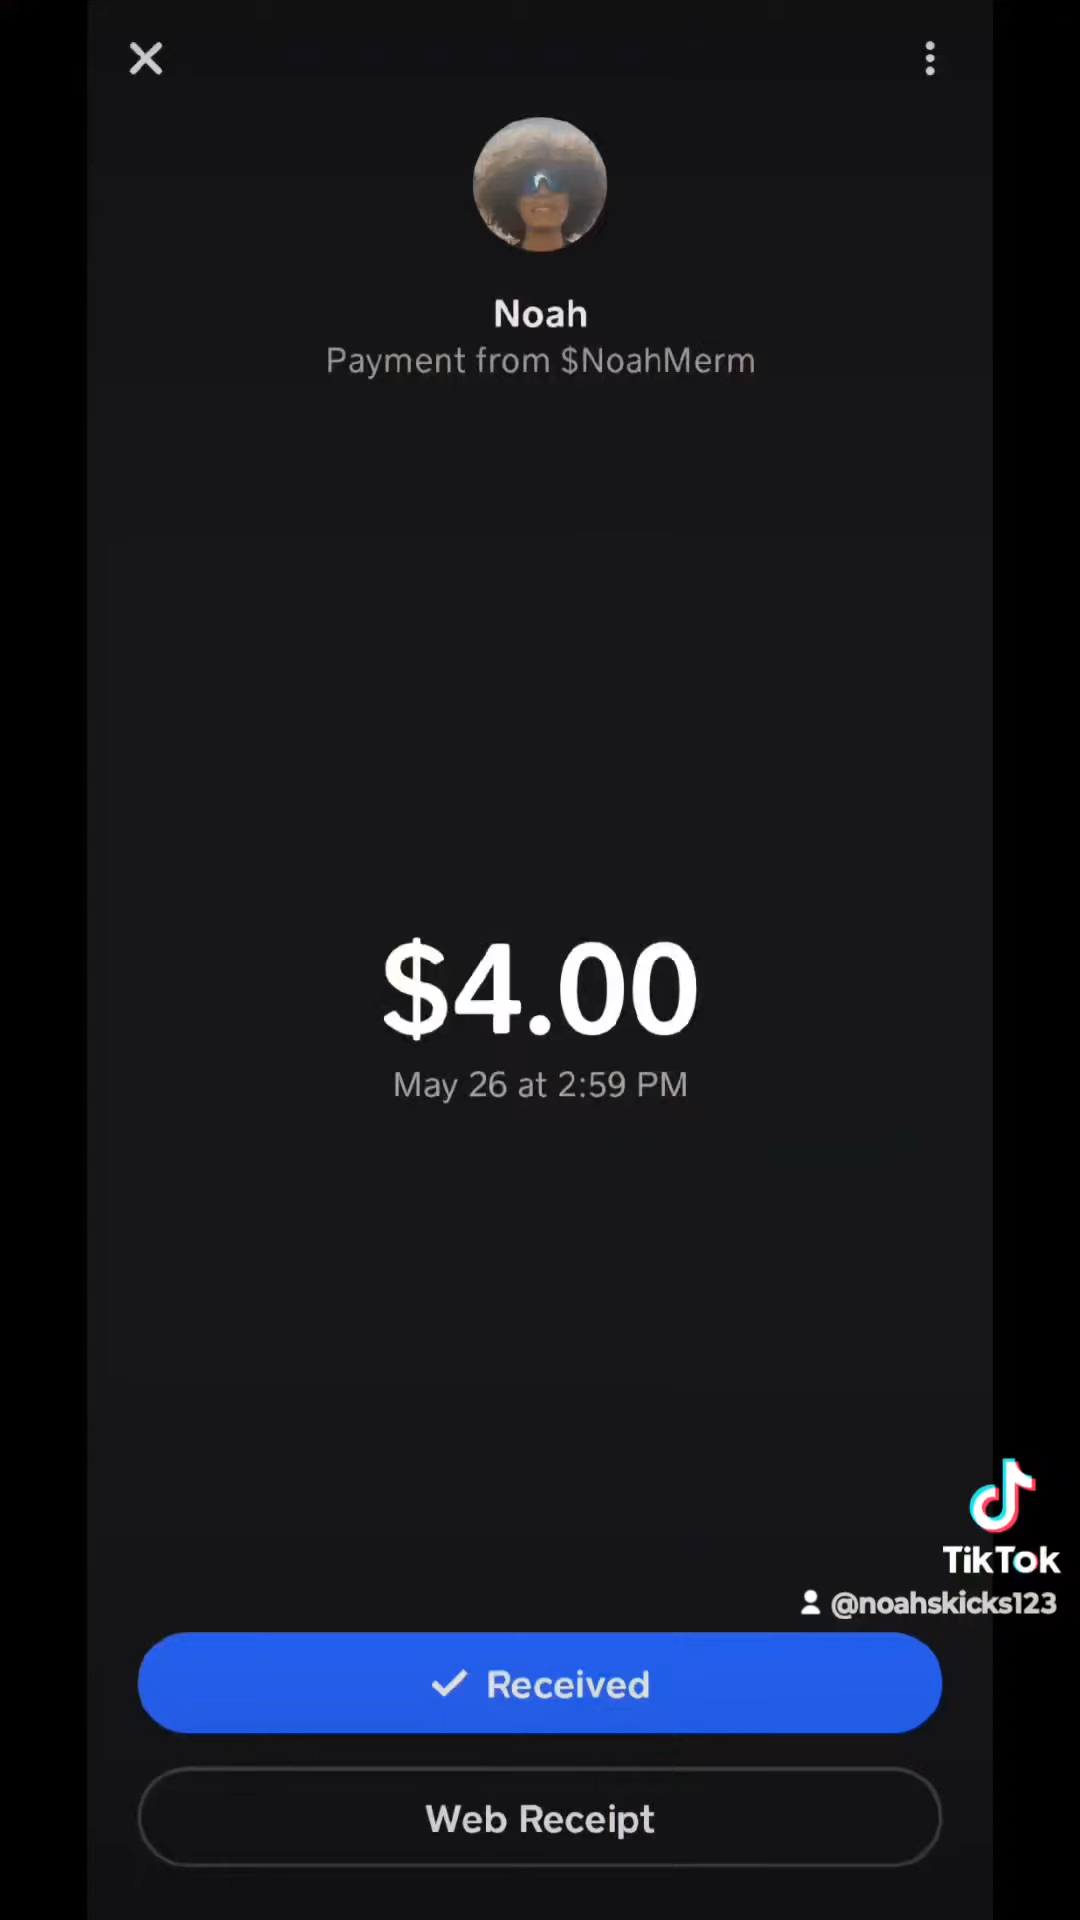 Noah
Payment from $NoahMerm
$4.00
May 26 at 2:59 PM
TikTok
@noahskicks123
Received
Web Receipt